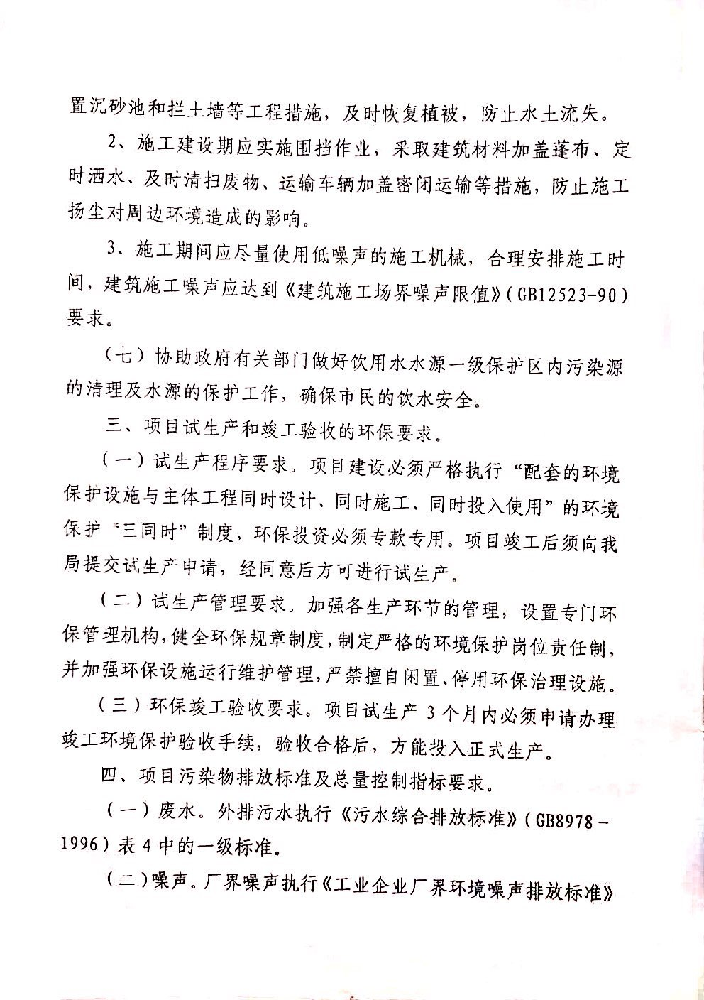 置沉砂池和拦土墙等工程措施，及时恢复植被，防止水土流失。
2、施工建设期应实施围挡作业，采取建筑材料加盖蓬布、定
时洒水、及时清扫废物、运输车辆加盖密闭运输等措施，防止施工
扬尘对周边环境造成的影响。
3、施工期间应尽量使用低噪声的施工机械，合理安排施工时
间，建筑施工噪声应达到《建筑施工场界噪声限值》（GB12523-90）
要求。
（七）协助政府有关部门做好饮用水水源一级保护区内污染源
的清理及水源的保护工作，确保市民的饮水安全。
三、项目试生产和竣工验收的环保要求。
（一）试生产程序要求。项目建设必须严格执行“配套的环境
保护设施与主体工程同时设计、同时施工、同时投入使用”的环境
保护“三同时”制度，环保投资必须专款专用。项目竣工后须向我
局提交试生产申请，经同意后方可进行试生产。
（二）试生产管理要求。加强各生产环节的管理，设置专门环
保管理机构，健全环保规章制度，制定严格的环境保护岗位责任制，
并加强环保设施运行维护管理，严禁擅自闲置、停用环保治理设施。
（三）环保竣工验收要求。项目试生产 3 个月内必须申请办理
竣工环境保护验收手续，验收合格后，方能投入正式生产。
四、项目污染物排放标准及总量控制指标要求。
（一）废水。外排污水执行《污水综合排放标准》（GB8978-
1996）表 4 中的一级标准。
（二）噪声。厂界噪声执行《工业企业厂界环境噪声排放标准》